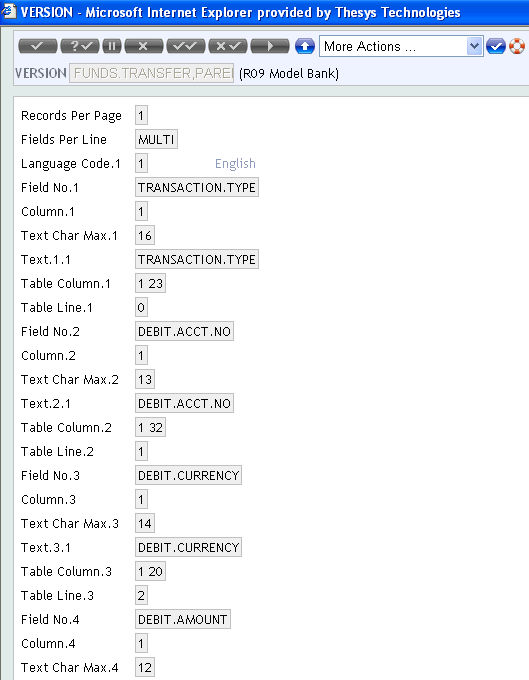 VERSION - Microsoft Internet Explorer provided by Thesys Technologies
More Actions ...
VERSION FUNDS.TRANSFER,PARE (R09 Model Bank)
Records Per Page 1
Fields Per Line MULTI
Language Code.1 1 English
Field No.1 TRANSACTION.TYPE
Column.1 1
Text Char Max.1 16
Text.1.1 TRANSACTION.TYPE
Table Column.1 1 23
Table Line.1 0
Field No.2 DEBIT.ACCT.NO
Column.2 1
Text Char Max.2 13
Text.2.1 DEBIT.ACCT.NO
Table Column.2 1 32
Table Line.2 1
Field No.3 DEBIT.CURRENCY
Column.3 1
Text Char Max.3 14
Text.3.1 DEBIT.CURRENCY
Table Column.3 1 20
Table Line.3 2
Field No.4 DEBIT.AMOUNT
Column.4 1
Text Char Max.4 12